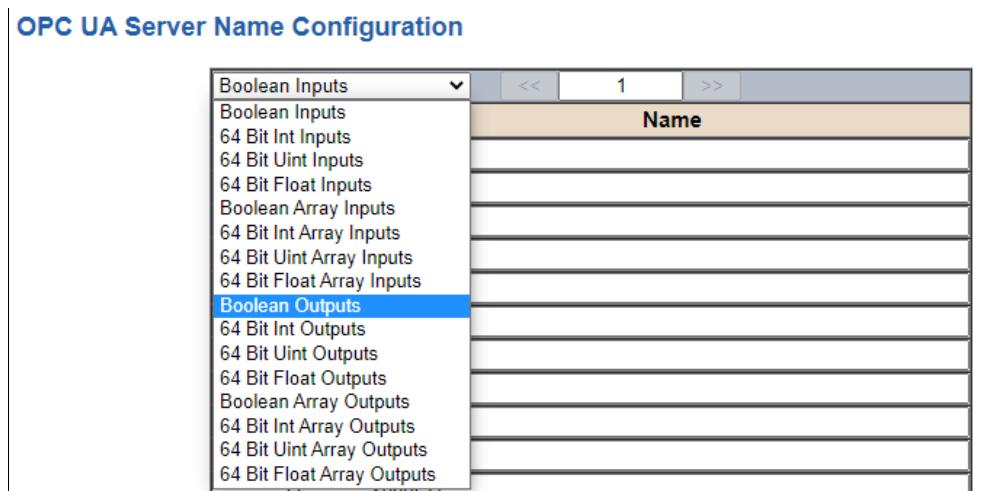 OPC UA Server Name Configuration
Boolean Inputs << 1 >>
Name
Boolean Inputs
64 Bit Int Inputs
64 Bit Uint Inputs
64 Bit Float Inputs
Boolean Array Inputs
64 Bit Int Array Inputs
64 Bit Uint Array Inputs
64 Bit Float Array Inputs
Boolean Outputs
64 Bit Int Outputs
64 Bit Uint Outputs
64 Bit Float Outputs
Boolean Array Outputs
64 Bit Int Array Outputs
64 Bit Uint Array Outputs
64 Bit Float Array Outputs